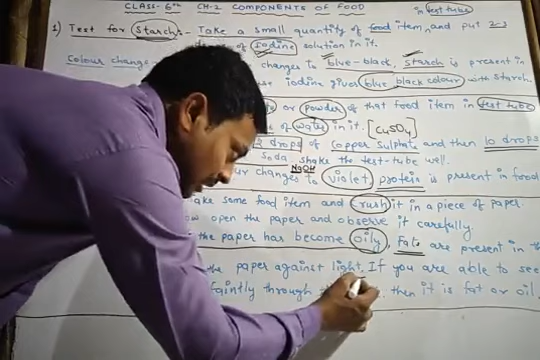 CLASS- 6th CH-2 COMPONENTS OF FOOD
in test tube
1) Test for Starch:- Take a small quantity of food item, and put 2-3
of Iodine solution in it.
Colour change changes to blue-black, starch is present in
iodine gives blue black colour with starch.
or powder of that food item in test tube
of water in it. [CuSO4]
2 drops of copper sulphate and then 10 drops
Soda shake the test-tube well.
NaOH
changes to violet, protein is present in food
some food item and crush it in a piece of paper
open the paper and observe it carefully.
the paper has become oily, Fats are present in
the paper against light. If you are able to see
faintly through then it is fat or oil.